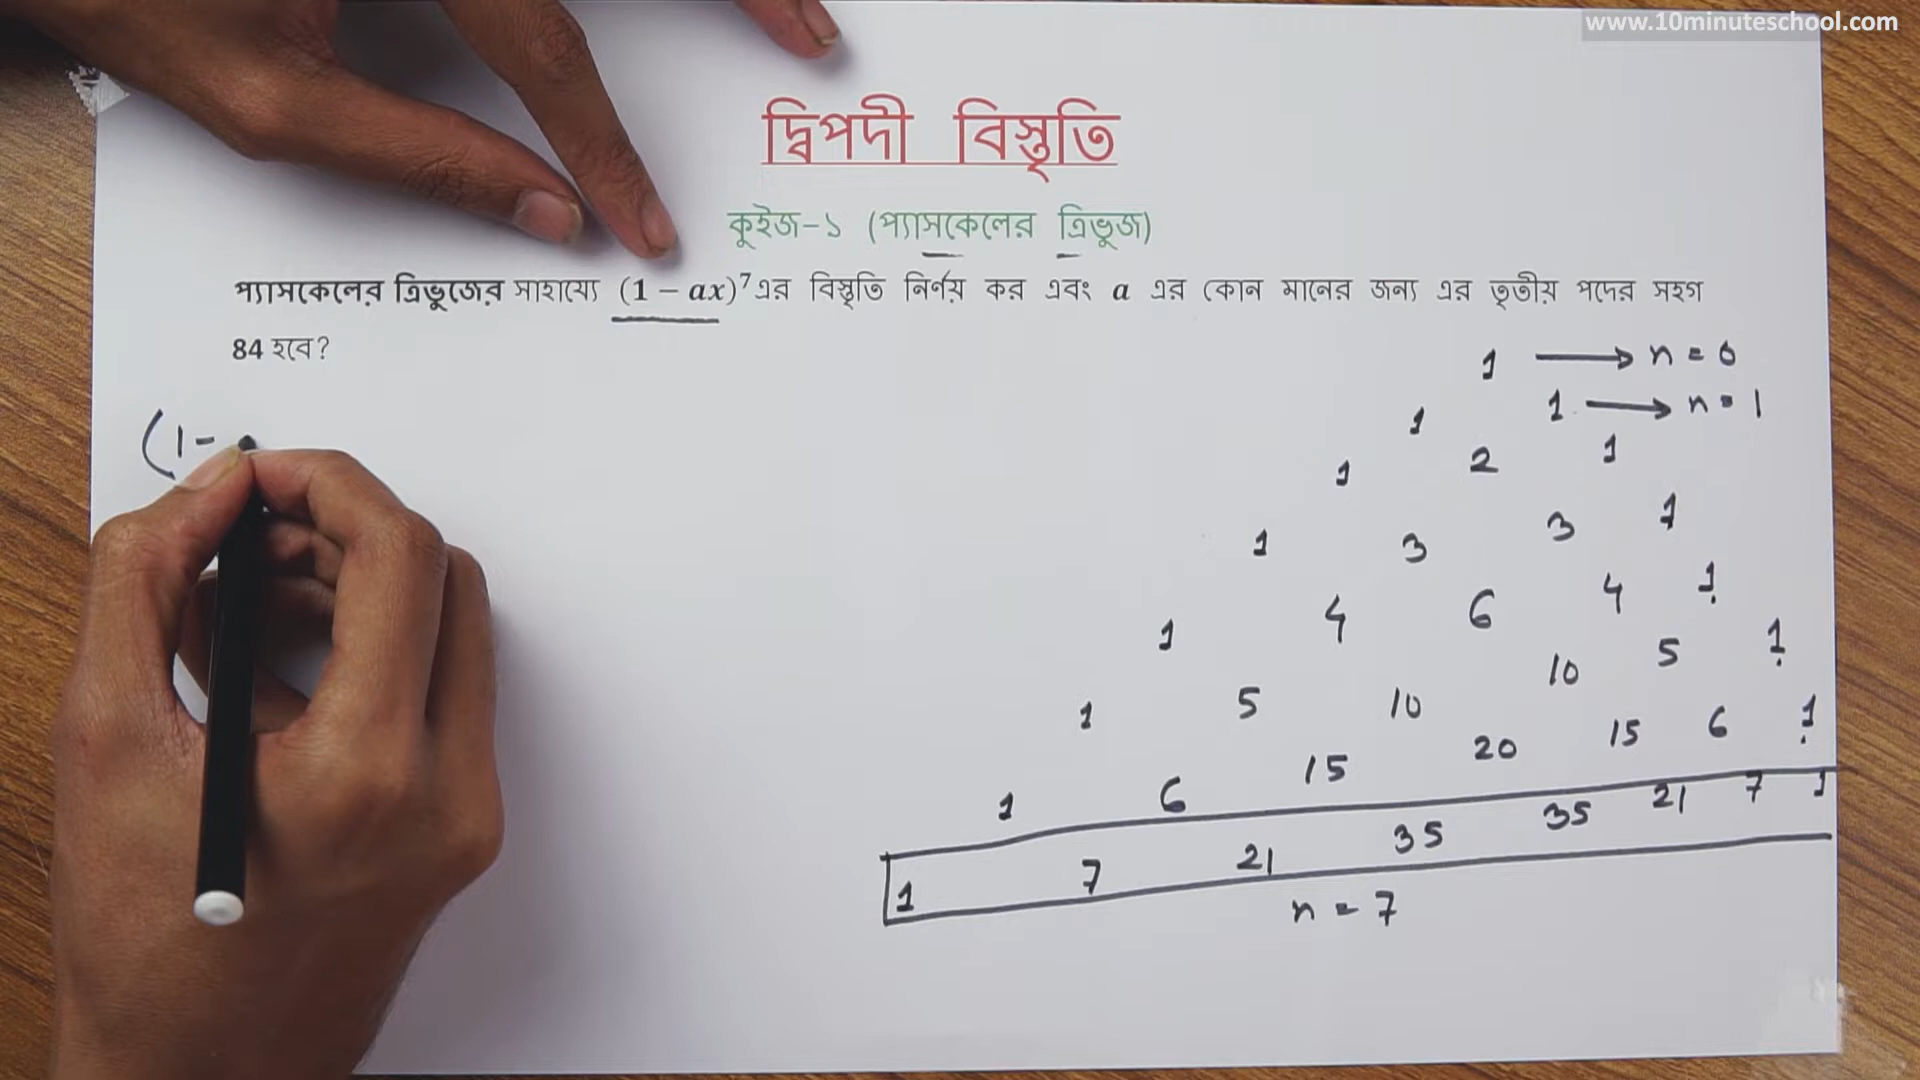 www.10minuteschool.com
দ্বিপদী বিস্তৃতি
কুইজ-১ (প্যাসকেলের ত্রিভুজ)
প্যাসকেলের ত্রিভুজের সাহায্যে (1 − ax)⁷ এর বিস্তৃতি নির্ণয় কর এবং a এর কোন মানের জন্য এর তৃতীয় পদের সহগ
84 হবে?
1 → n = 0
1 1 → n = 1
1 2 1
1 3 3 1
1 4 6 4 1
1 5 10 10 5 1
1 6 15 20 15 6 1
1 7 21 35 35 21 7 1
n = 7
(1 -